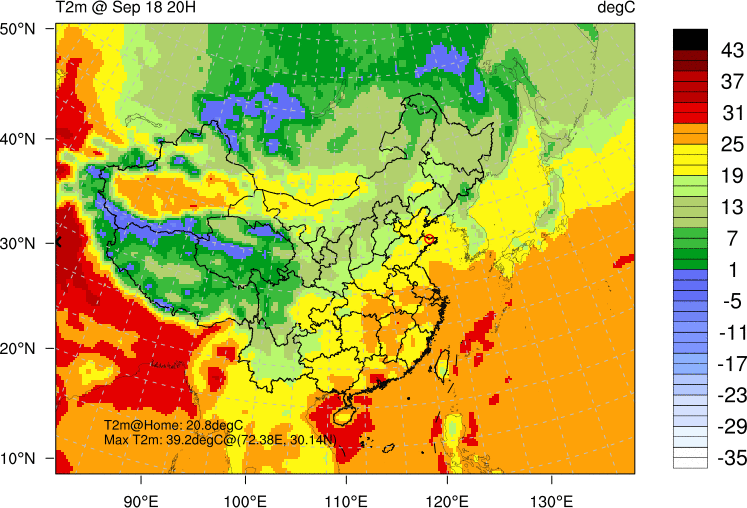 T2m @ Sep 18 20H
degC
50°N
40°N
30°N
20°N
10°N
T2m@Home: 20.8degC
Max T2m: 39.2degC@(72.38E, 30.14N)
90°E
100°E
110°E
120°E
130°E
43
37
31
25
19
13
7
1
-5
-11
-17
-23
-29
-35